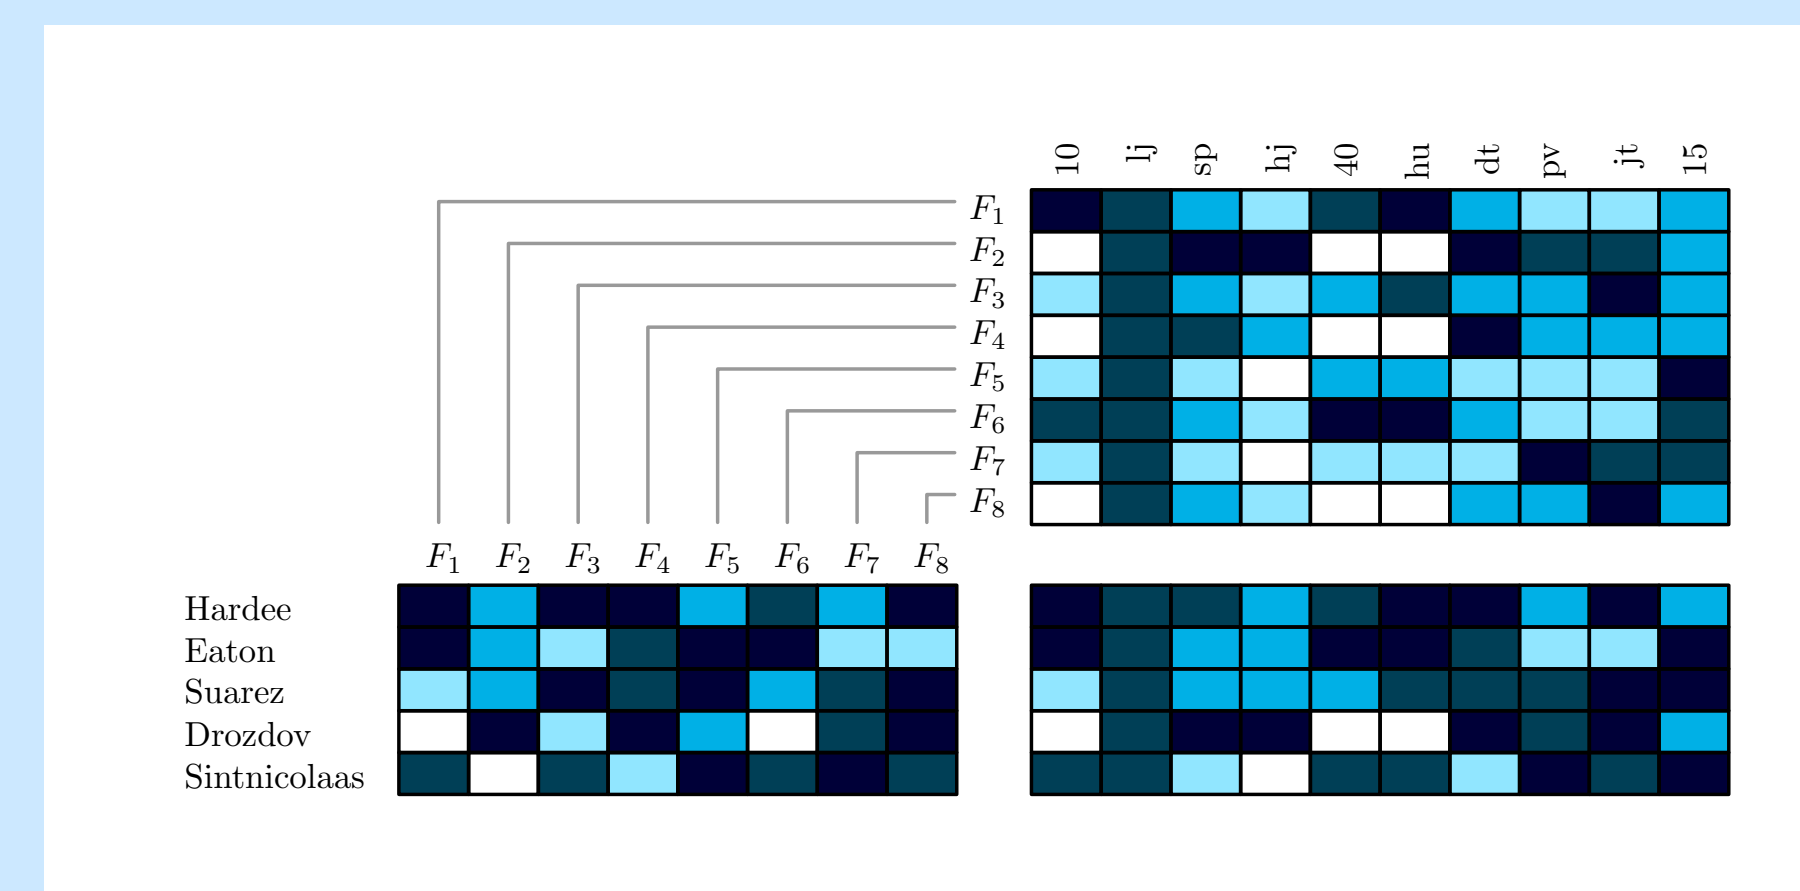 10 lj sp hj 40 hu dt pv jt 15
F₁
F₂
F₃
F₄
F₅
F₆
F₇
F₈
F₁ F₂ F₃ F₄ F₅ F₆ F₇ F₈
Hardee
Eaton
Suarez
Drozdov
Sintnicolaas